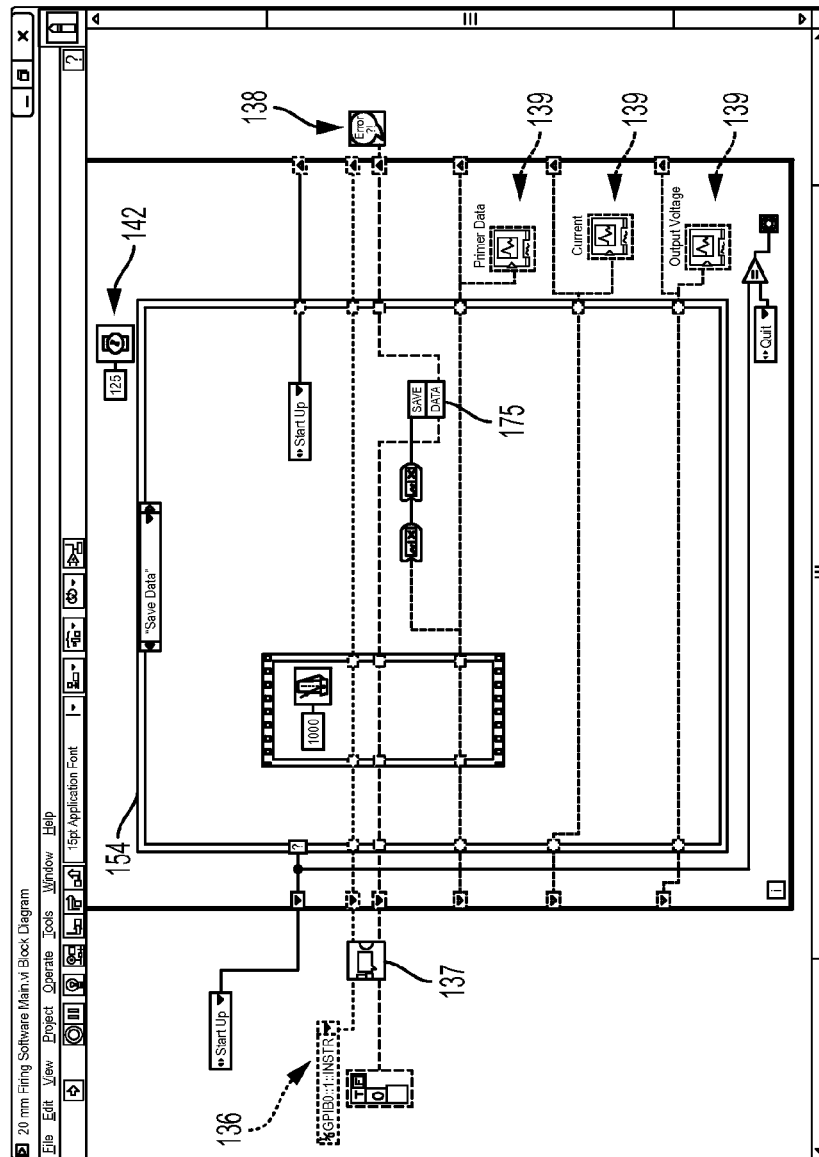 20 mm Firing Software Main.vi Block Diagram
File Edit View Project Operate Tools Window Help
15pt Application Font
?
142
125
138
Error
?!
154
"Save Data"
Start Up
Start Up
?
136
GPIB0::1::INSTR
T F
137
1000
SAVE
DATA
175
Primer Data
139
Current
139
Output Voltage
139
Quit
=
i